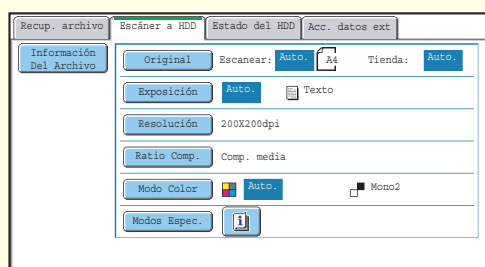 Recup. archivo Escáner a HDD Estado del HDD Acc. datos ext
Información
Del Archivo
Original Escanear: Auto. A4 Tienda: Auto.
Exposición Auto. Texto
Resolución 200X200dpi
Ratio Comp. Comp. media
Modo Color Auto. Mono2
Modos Espec. i